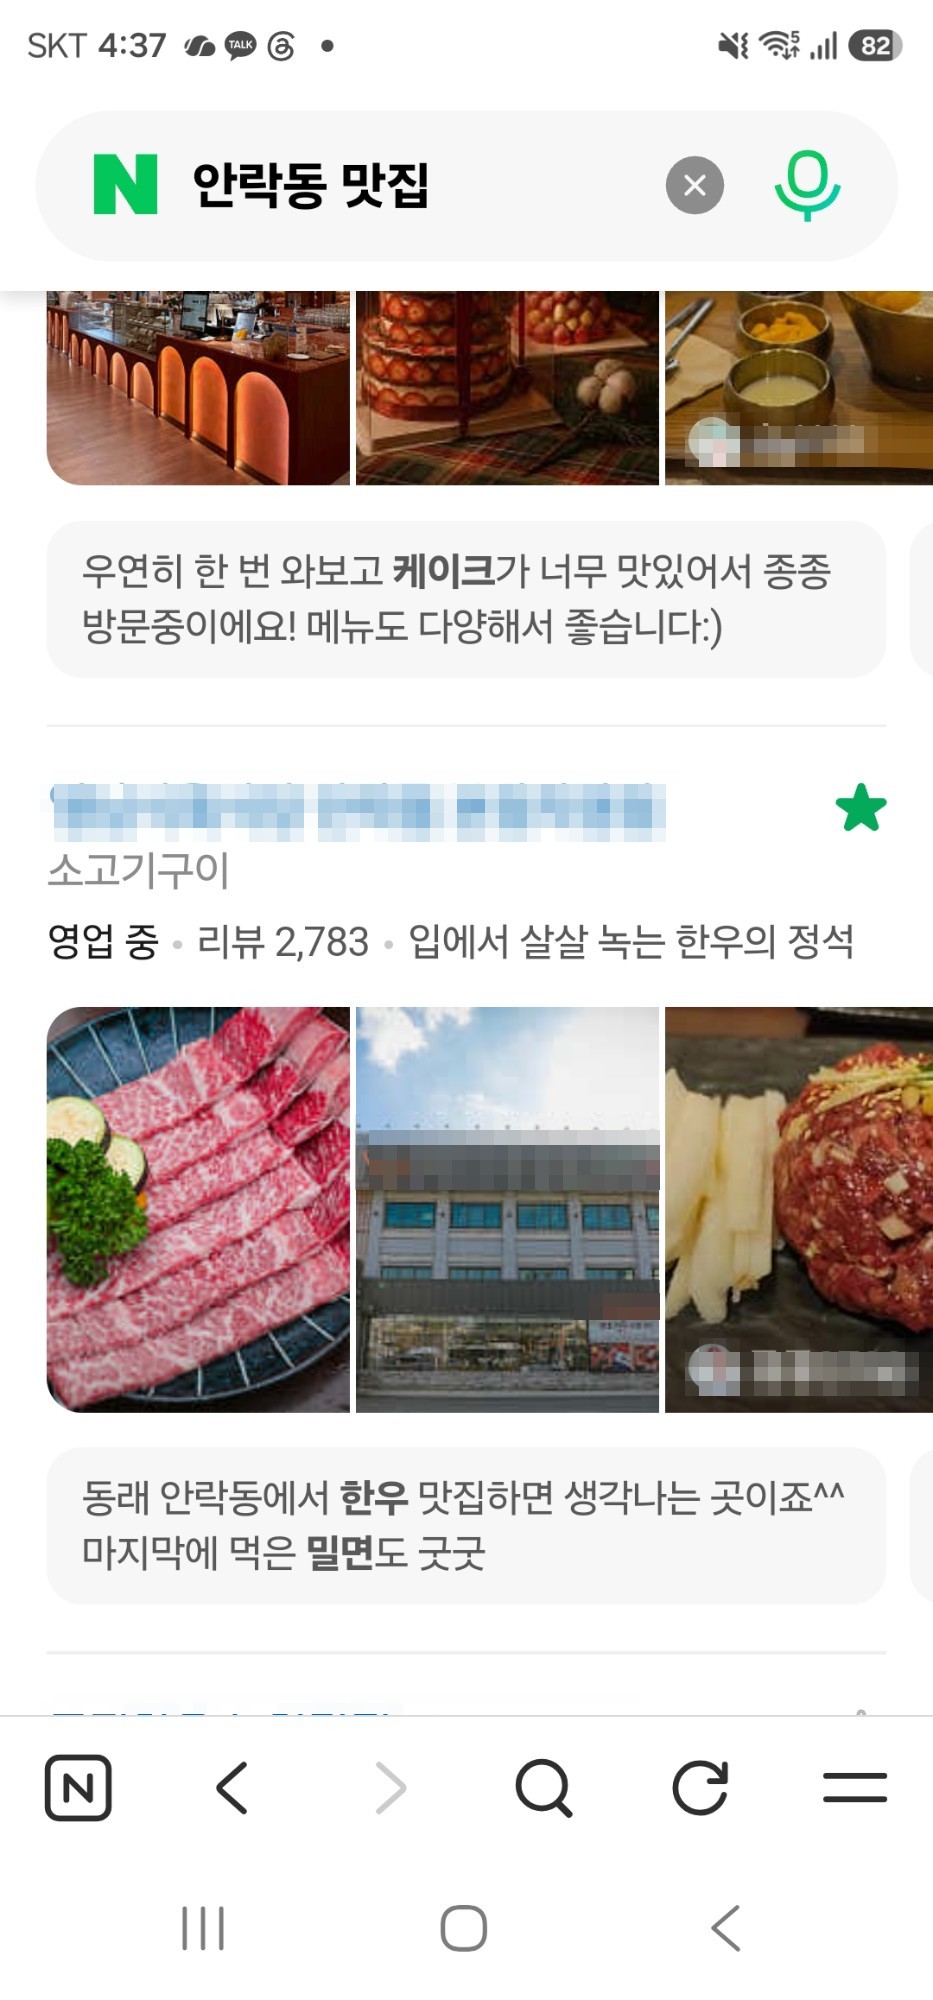 SKT 4:37 TALK 5 82
N 안락동 맛집
우연히 한 번 와보고 케이크가 너무 맛있어서 종종
방문중이에요! 메뉴도 다양해서 좋습니다:)
소고기구이
영업 중 • 리뷰 2,783 • 입에서 살살 녹는 한우의 정석
동래 안락동에서 한우 맛집하면 생각나는 곳이죠^^
마지막에 먹은 밀면도 굿굿
N